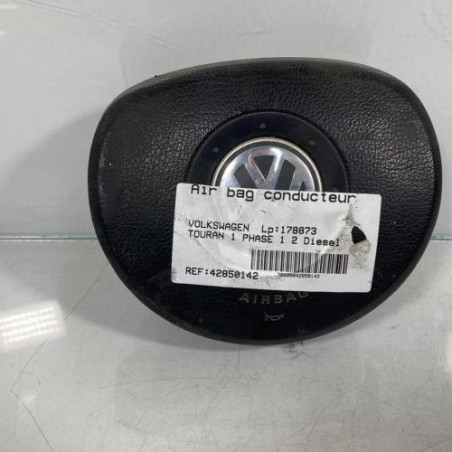 Air bag conducteur
VOLKSWAGEN Lp:178873
TOURAN 1 PHASE 1 2 Diesel
REF:42850142
AIRBAG